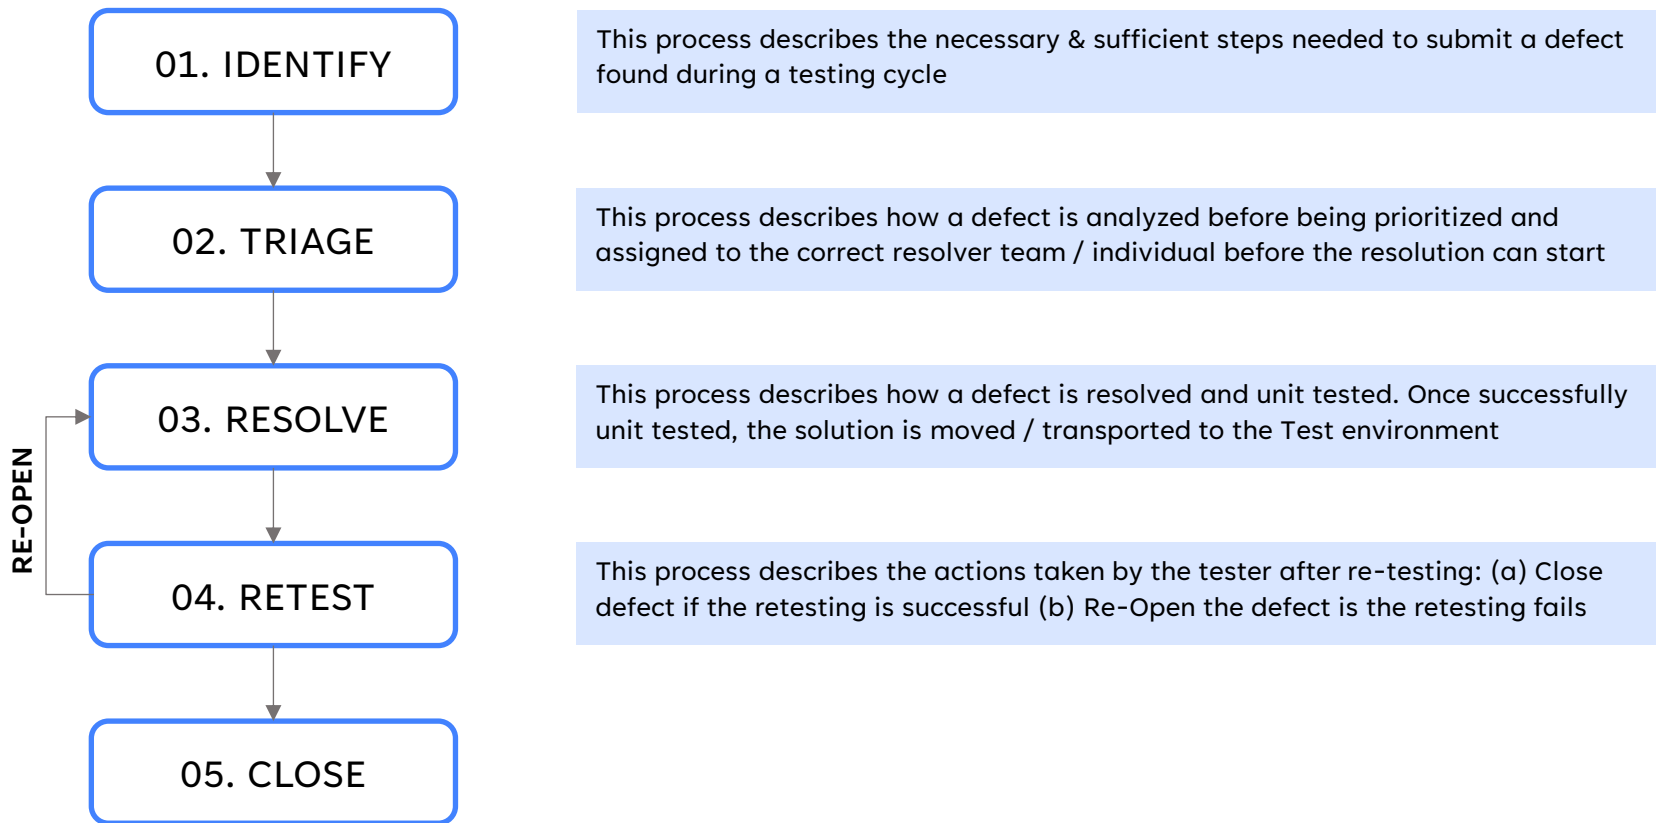 01. IDENTIFY
This process describes the necessary & sufficient steps needed to submit a defect
found during a testing cycle
02. TRIAGE
This process describes how a defect is analyzed before being prioritized and
assigned to the correct resolver team / individual before the resolution can start
03. RESOLVE
This process describes how a defect is resolved and unit tested. Once successfully
unit tested, the solution is moved / transported to the Test environment
RE-OPEN
04. RETEST
This process describes the actions taken by the tester after re-testing: (a) Close
defect if the retesting is successful (b) Re-Open the defect is the retesting fails
05. CLOSE